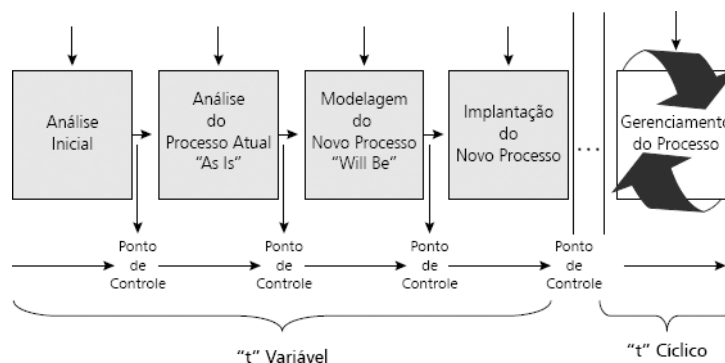 Análise
Inicial
Análise
do
Processo Atual
“As Is”
Modelagem
do
Novo Processo
“Will Be”
Implantação
do
Novo Processo
...
Gerenciamento
do Processo
Ponto
de
Controle
Ponto
de
Controle
Ponto
de
Controle
Ponto
de
Controle
“t” Variável
“t” Cíclico